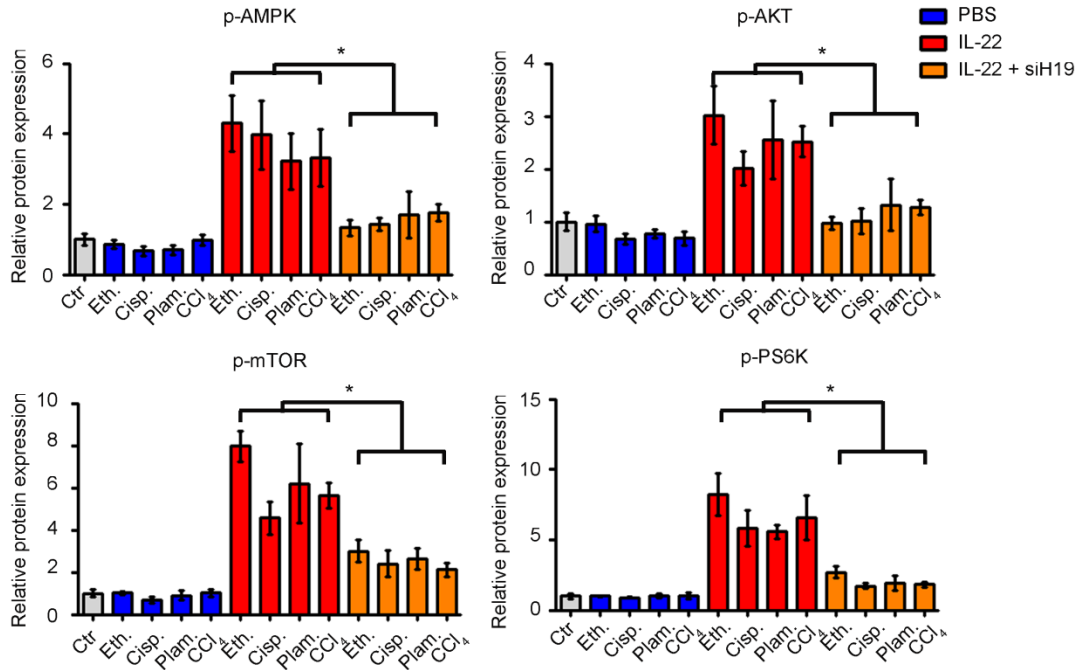 p-AMPK
p-AKT
PBS
IL-22
IL-22 + siH19
Relative protein expression
6
4
2
0
*
Ctr
Eth.
Cisp.
Plam.
CCl4
Eth.
Cisp.
Plam.
CCl4
Eth.
Cisp.
Plam.
CCl4
Relative protein expression
4
3
2
1
0
*
Ctr
Eth.
Cisp.
Plam.
CCl4
Eth.
Cisp.
Plam.
CCl4
Eth.
Cisp.
Plam.
CCl4
p-mTOR
p-PS6K
Relative protein expression
10
8
6
4
2
0
*
Ctr
Eth.
Cisp.
Plam.
CCl4
Eth.
Cisp.
Plam.
CCl4
Eth.
Cisp.
Plam.
CCl4
Relative protein expression
15
10
5
0
*
Ctr
Eth.
Cisp.
Plam.
CCl4
Eth.
Cisp.
Plam.
CCl4
Eth.
Cisp.
Plam.
CCl4